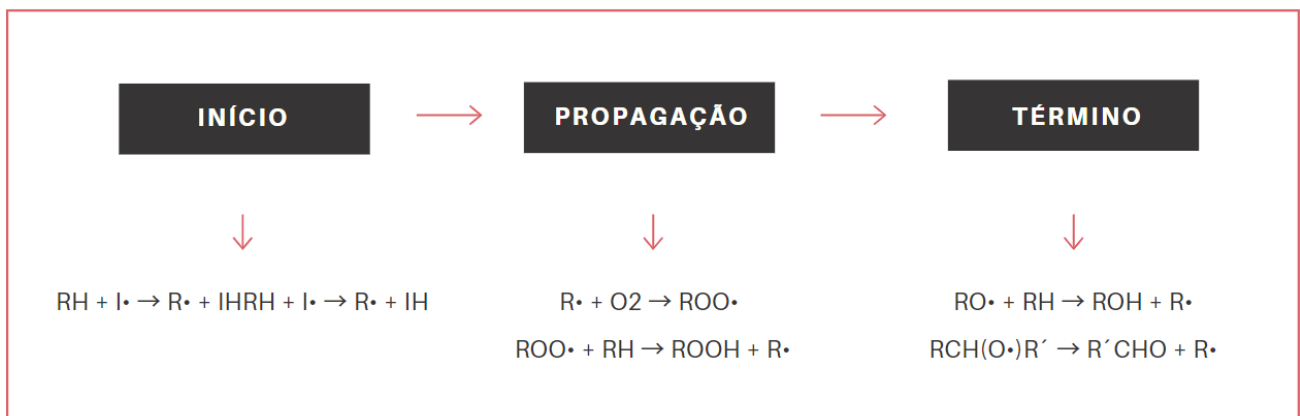 INÍCIO
PROPAGAÇÃO
TÉRMINO
RH + I• → R• + IHRH + I• → R• + IH
R• + O2 → ROO•
ROO• + RH → ROOH + R•
RO• + RH → ROH + R•
RCH(O•)R´ → R´CHO + R•